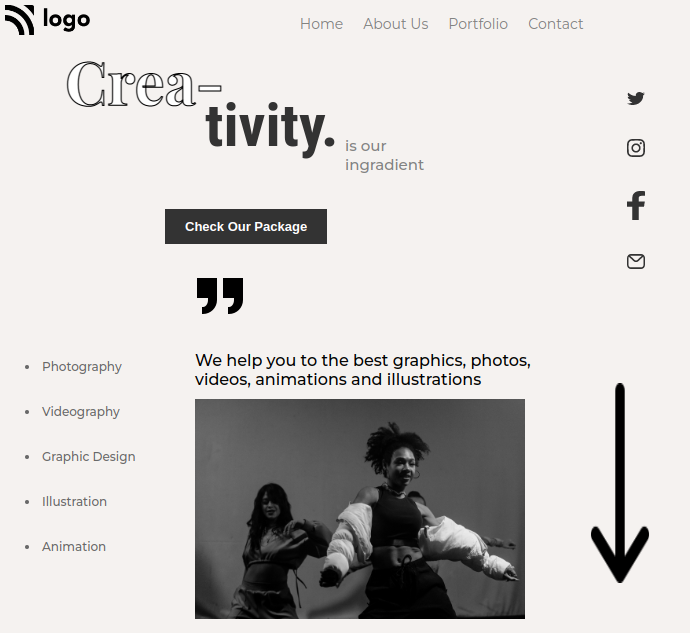 logo
Home About Us Portfolio Contact
Crea-
tivity.
is our
ingradient
Check Our Package
We help you to the best graphics, photos,
videos, animations and illustrations
Photography
Videography
Graphic Design
Illustration
Animation